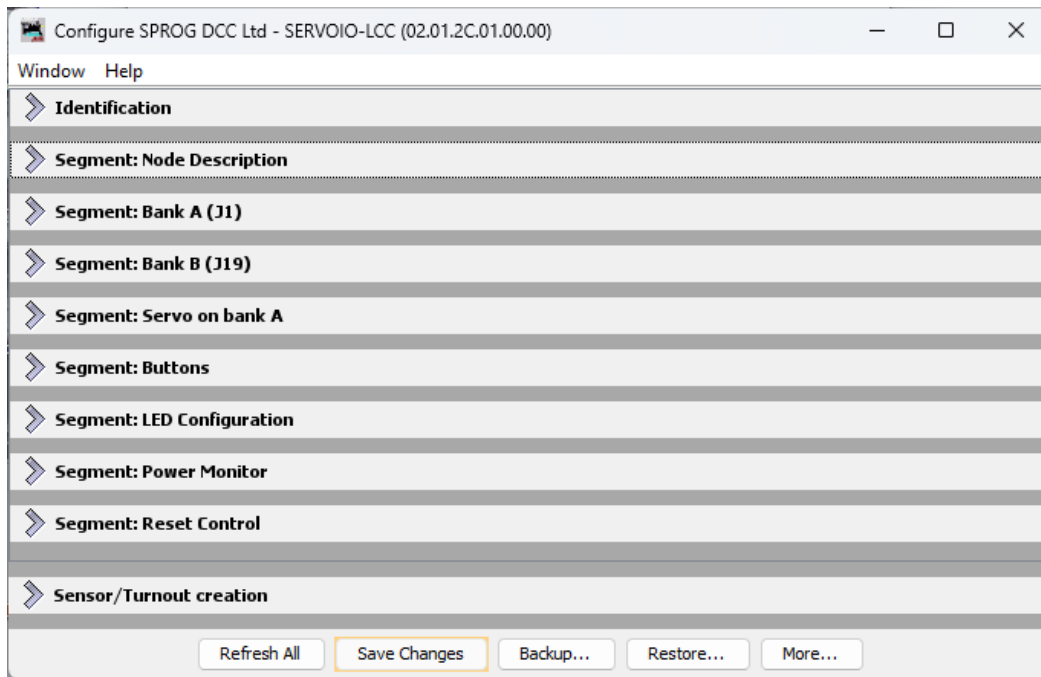 Configure SPROG DCC Ltd - SERVOIO-LCC (02.01.2C.01.00.00)
Window Help
Identification
Segment: Node Description
Segment: Bank A (J1)
Segment: Bank B (J19)
Segment: Servo on bank A
Segment: Buttons
Segment: LED Configuration
Segment: Power Monitor
Segment: Reset Control
Sensor/Turnout creation
Refresh All Save Changes Backup... Restore... More...